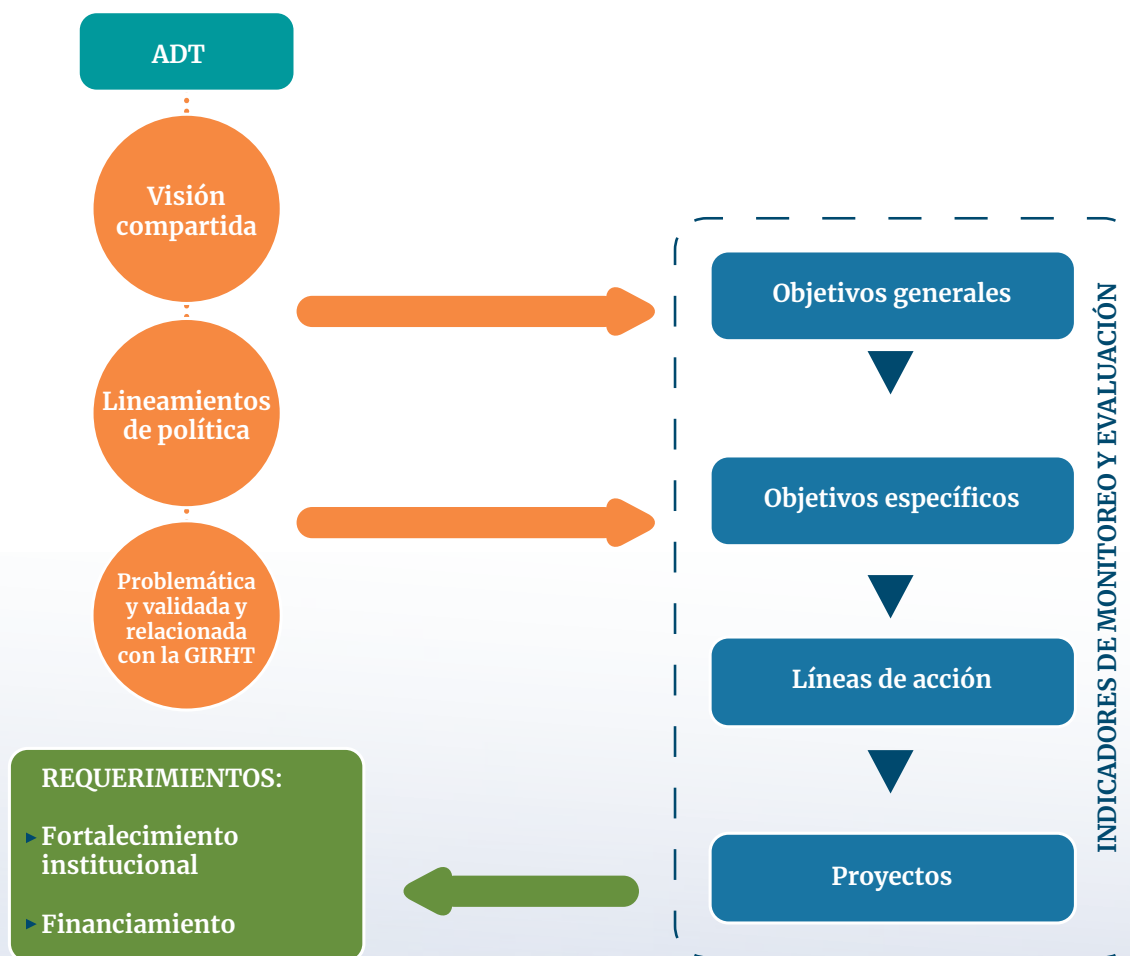 ADT
Visión
compartida
Lineamientos
de política
Problemática
y validada y
relacionada
con la GIRHT
REQUERIMIENTOS:
▸ Fortalecimiento
institucional
▸ Financiamiento
Objetivos generales
Objetivos específicos
Líneas de acción
Proyectos
INDICADORES DE MONITOREO Y EVALUACIÓN